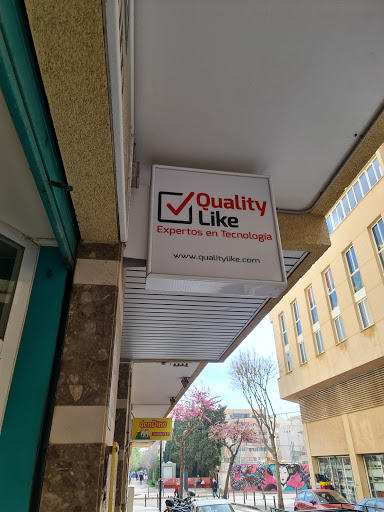 Quality
Like
Expertos en Tecnología
www.qualitylike.com